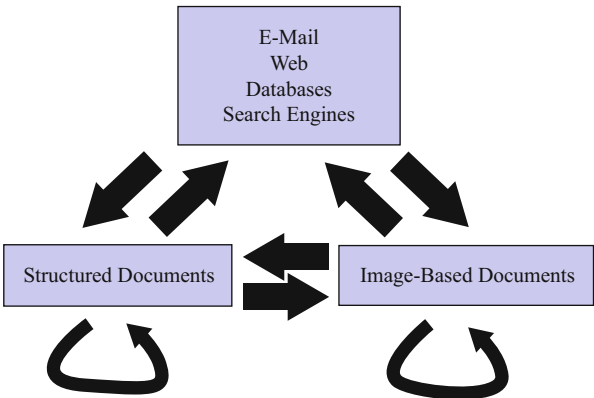 E-Mail
Web
Databases
Search Engines
Structured Documents
Image-Based Documents